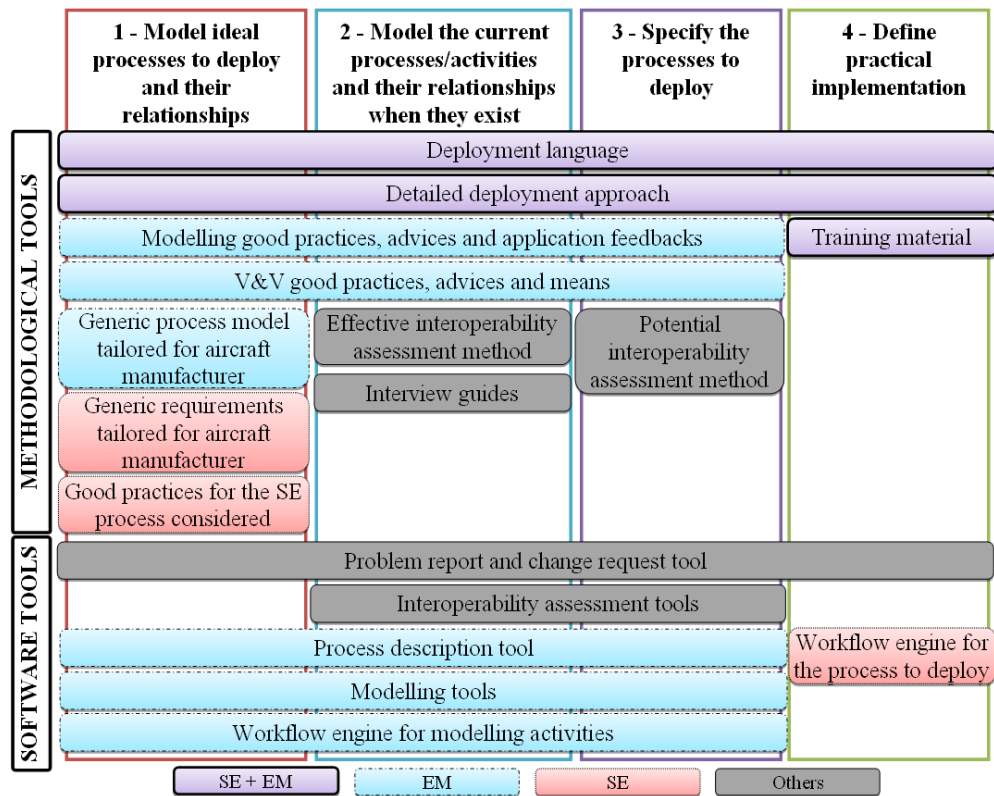 1 - Model ideal
processes to deploy
and their
relationships
2 - Model the current
processes/activities
and their relationships
when they exist
3 - Specify the
processes to
deploy
4 - Define
practical
implementation
METHODOLOGICAL TOOLS
Deployment language
Detailed deployment approach
Modelling good practices, advices and application feedbacks
Training material
V&V good practices, advices and means
Generic process model
tailored for aircraft
manufacturer
Effective interoperability
assessment method
Potential
interoperability
assessment method
Interview guides
Generic requirements
tailored for aircraft
manufacturer
Good practices for the SE
process considered
SOFTWARE TOOLS
Problem report and change request tool
Interoperability assessment tools
Process description tool
Workflow engine for
the process to deploy
Modelling tools
Workflow engine for modelling activities
SE + EM
EM
SE
Others